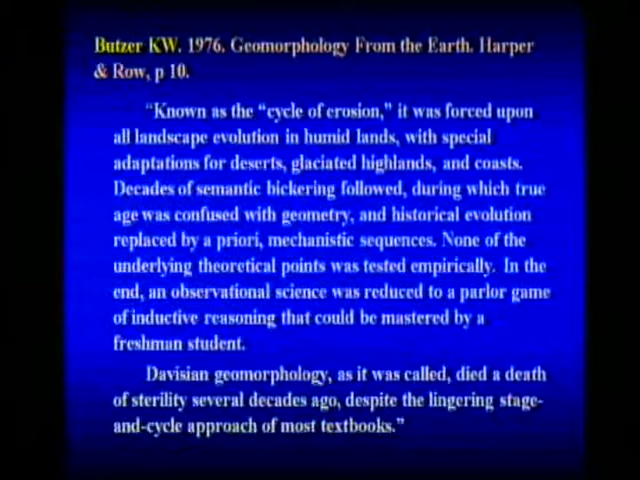 Butzer KW. 1976. Geomorphology From the Earth. Harper
& Row, p 10.
"Known as the "cycle of erosion," it was forced upon
all landscape evolution in humid lands, with special
adaptations for deserts, glaciated highlands, and coasts.
Decades of semantic bickering followed, during which true
age was confused with geometry, and historical evolution
replaced by a priori, mechanistic sequences. None of the
underlying theoretical points was tested empirically. In the
end, an observational science was reduced to a parlor game
of inductive reasoning that could be mastered by a
freshman student.
Davisian geomorphology, as it was called, died a death
of sterility several decades ago, despite the lingering stage-
and-cycle approach of most textbooks."